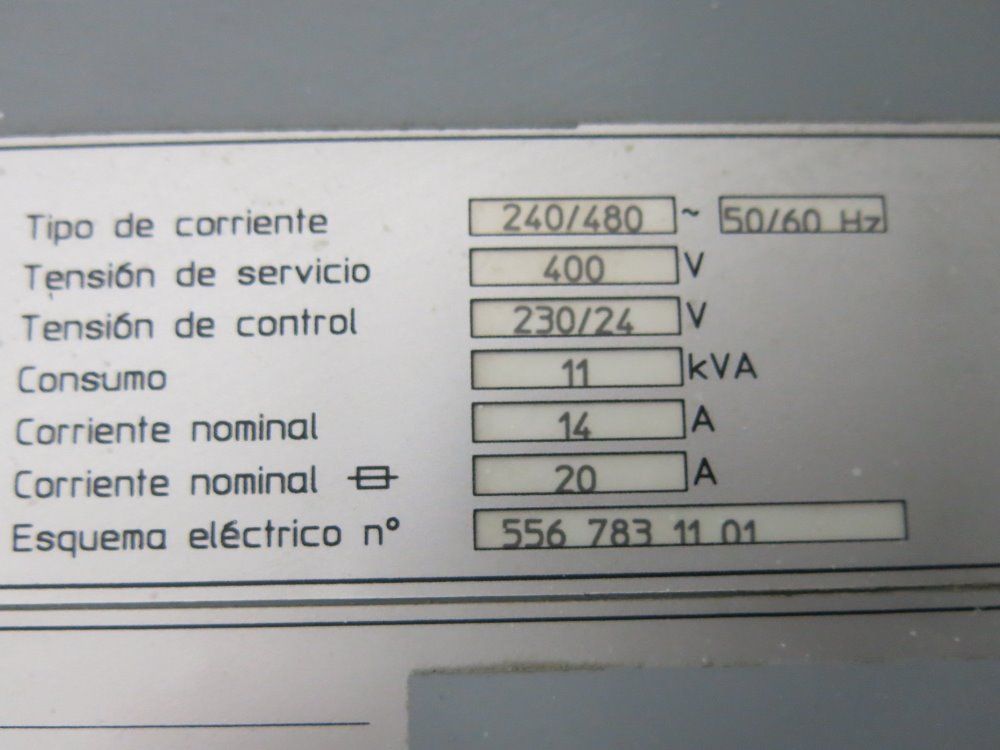 Tipo de corriente 240/480 ~ 50/60 Hz
Tensión de servicio 400 V
Tensión de control 230/24 V
Consumo 11 kVA
Corriente nominal 14 A
Corriente nominal 20 A
Esquema eléctrico nº 556 783 11 01